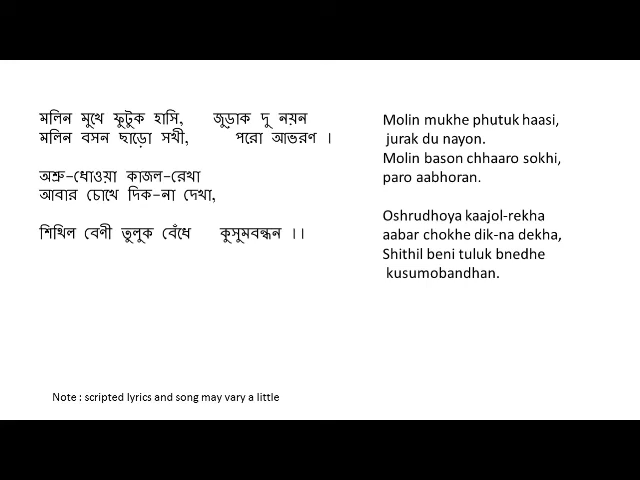 মলিন মুখে ফুটুক হাসি, জুড়াক দু নয়ন
মলিন বসন ছাড়ো সখী, পরো আভরণ ।
অশ্রু-ধোওয়া কাজল-রেখা
আবার চোখে দিক-না দেখা,
শিথিল বেণী তুলুক বেঁধে কুসুমবন্ধন ।।
Molin mukhe phutuk haasi,
jurak du nayon.
Molin bason chhaaro sokhi,
paro aabhoran.
Oshrudhoya kaajol-rekha
aabar chokhe dik-na dekha,
Shithil beni tuluk bnedhe
kusumobandhan.
Note : scripted lyrics and song may vary a little